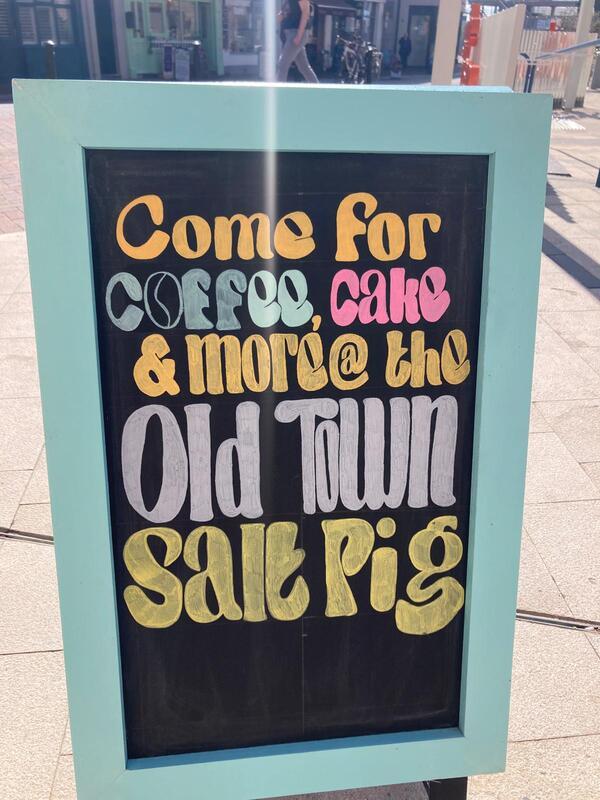 Come for
Coffee, Cake
& more @ the
Old Town
Salt Pig